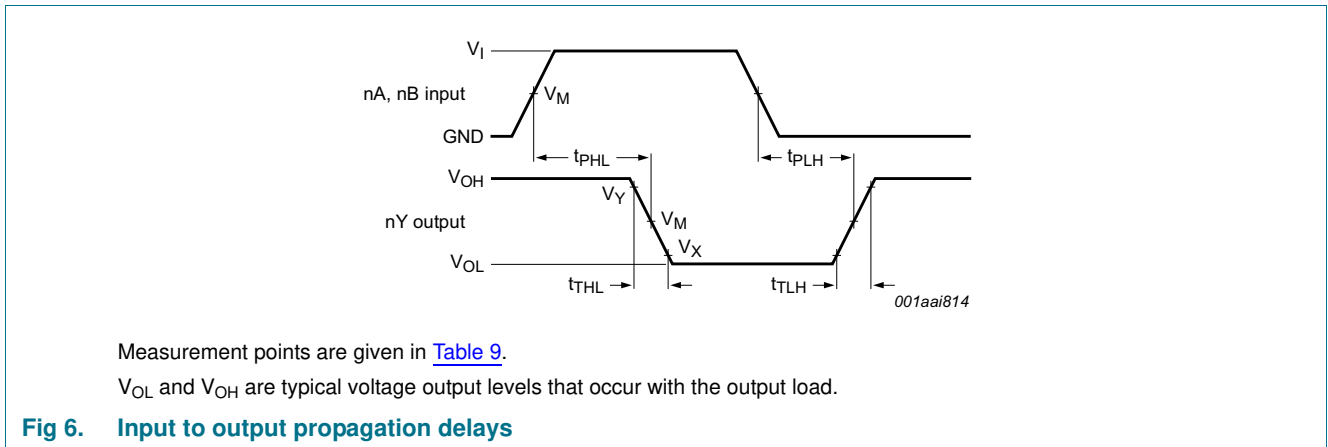 V_I
nA, nB input
V_M
GND
t_PHL
t_PLH
V_OH
V_Y
nY output
V_M
V_X
V_OL
t_THL
t_TLH
001aai814
Measurement points are given in Table 9.
V_OL and V_OH are typical voltage output levels that occur with the output load.
Fig 6. Input to output propagation delays